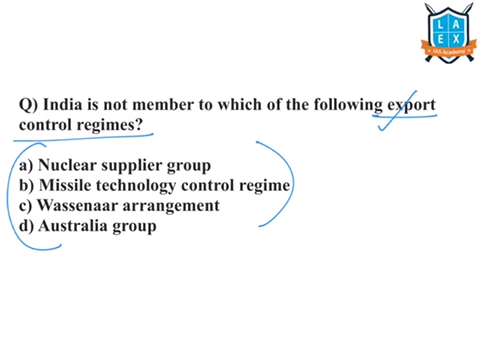 L A
E X
IAS Academy
Q) India is not member to which of the following export
control regimes?
a) Nuclear supplier group
b) Missile technology control regime
c) Wassenaar arrangement
d) Australia group